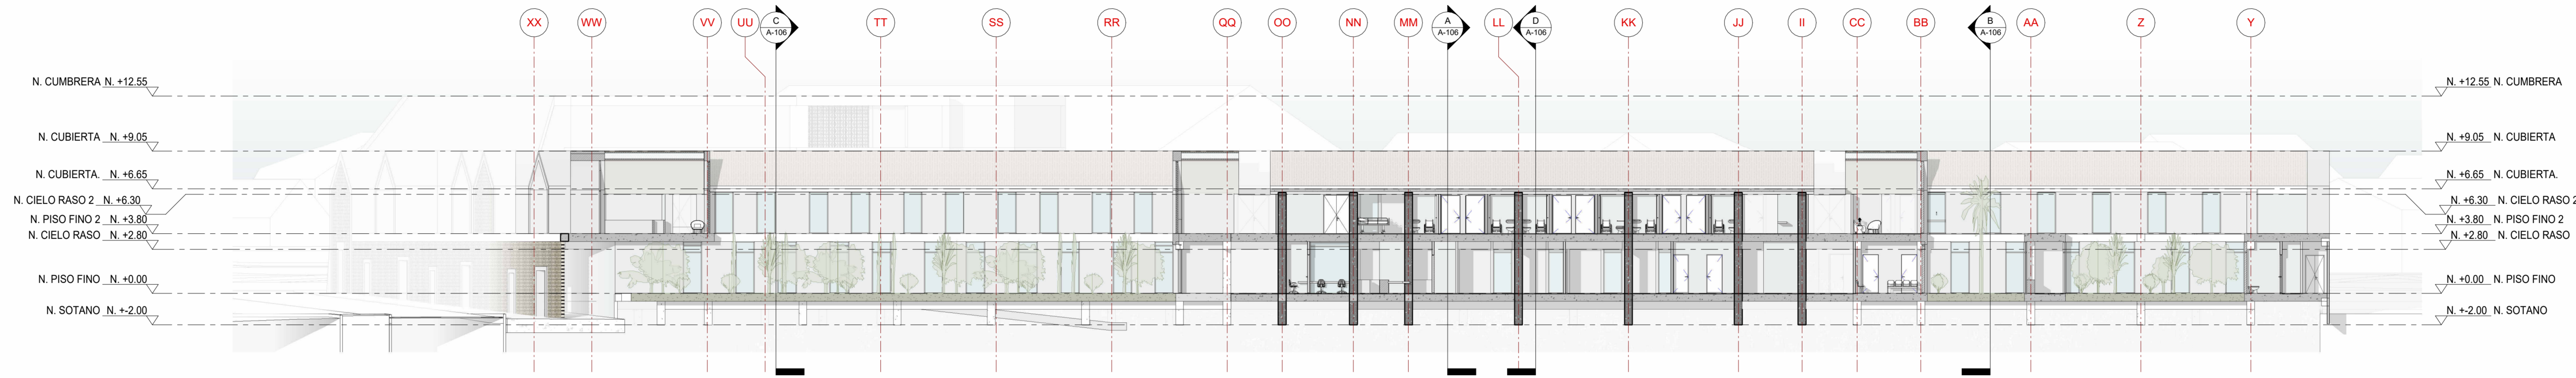 XX WW VV UU C A-106 TT SS RR QQ OO NN MM A A-106 LL D A-106 KK JJ II CC BB B A-106 AA Z Y
N. CUMBRERA N. +12.55
N. +12.55 N. CUMBRERA
N. CUBIERTA N. +9.05
N. +9.05 N. CUBIERTA
N. CUBIERTA. N. +6.65
N. +6.65 N. CUBIERTA.
N. CIELO RASO 2 N. +6.30
N. +6.30 N. CIELO RASO 2
N. PISO FINO 2 N. +3.80
N. +3.80 N. PISO FINO 2
N. CIELO RASO N. +2.80
N. +2.80 N. CIELO RASO
N. PISO FINO N. +0.00
N. +0.00 N. PISO FINO
N. SOTANO N. +-2.00
N. +-2.00 N. SOTANO